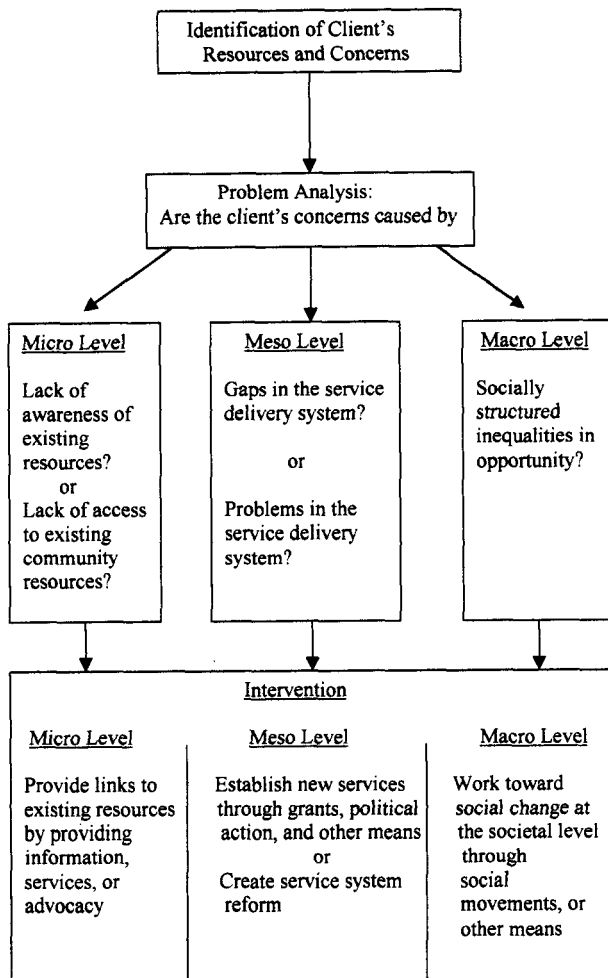 Identification of Client's
Resources and Concerns
Problem Analysis:
Are the client's concerns caused by
Micro Level
Lack of
awareness of
existing
resources?
or
Lack of access
to existing
community
resources?
Meso Level
Gaps in the service
delivery system?
or
Problems in the
service delivery
system?
Macro Level
Socially
structured
inequalities in
opportunity?
Intervention
Micro Level
Provide links to
existing resources
by providing
information,
services, or
advocacy
Meso Level
Establish new services
through grants, political
action, and other means
or
Create service system
reform
Macro Level
Work toward
social change at
the societal level
through
social
movements, or
other means